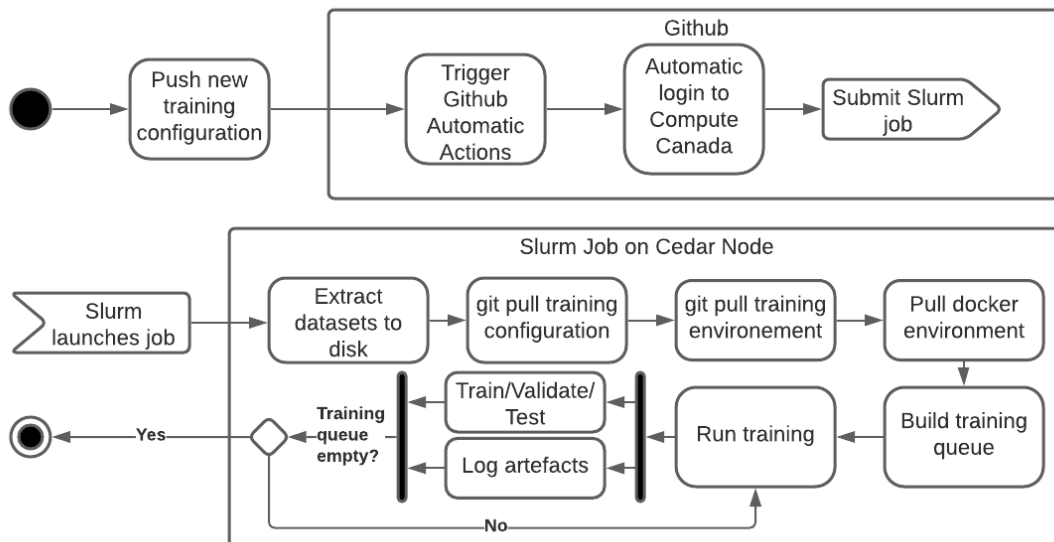 Github
Push new
training
configuration
Trigger
Github
Automatic
Actions
Automatic
login to
Compute
Canada
Submit Slurm
job
Slurm Job on Cedar Node
Slurm
launches job
Extract
datasets to
disk
git pull training
configuration
git pull training
environement
Pull docker
environment
Build training
queue
Run training
Train/Validate/
Test
Log artefacts
Training
queue
empty?
Yes
No